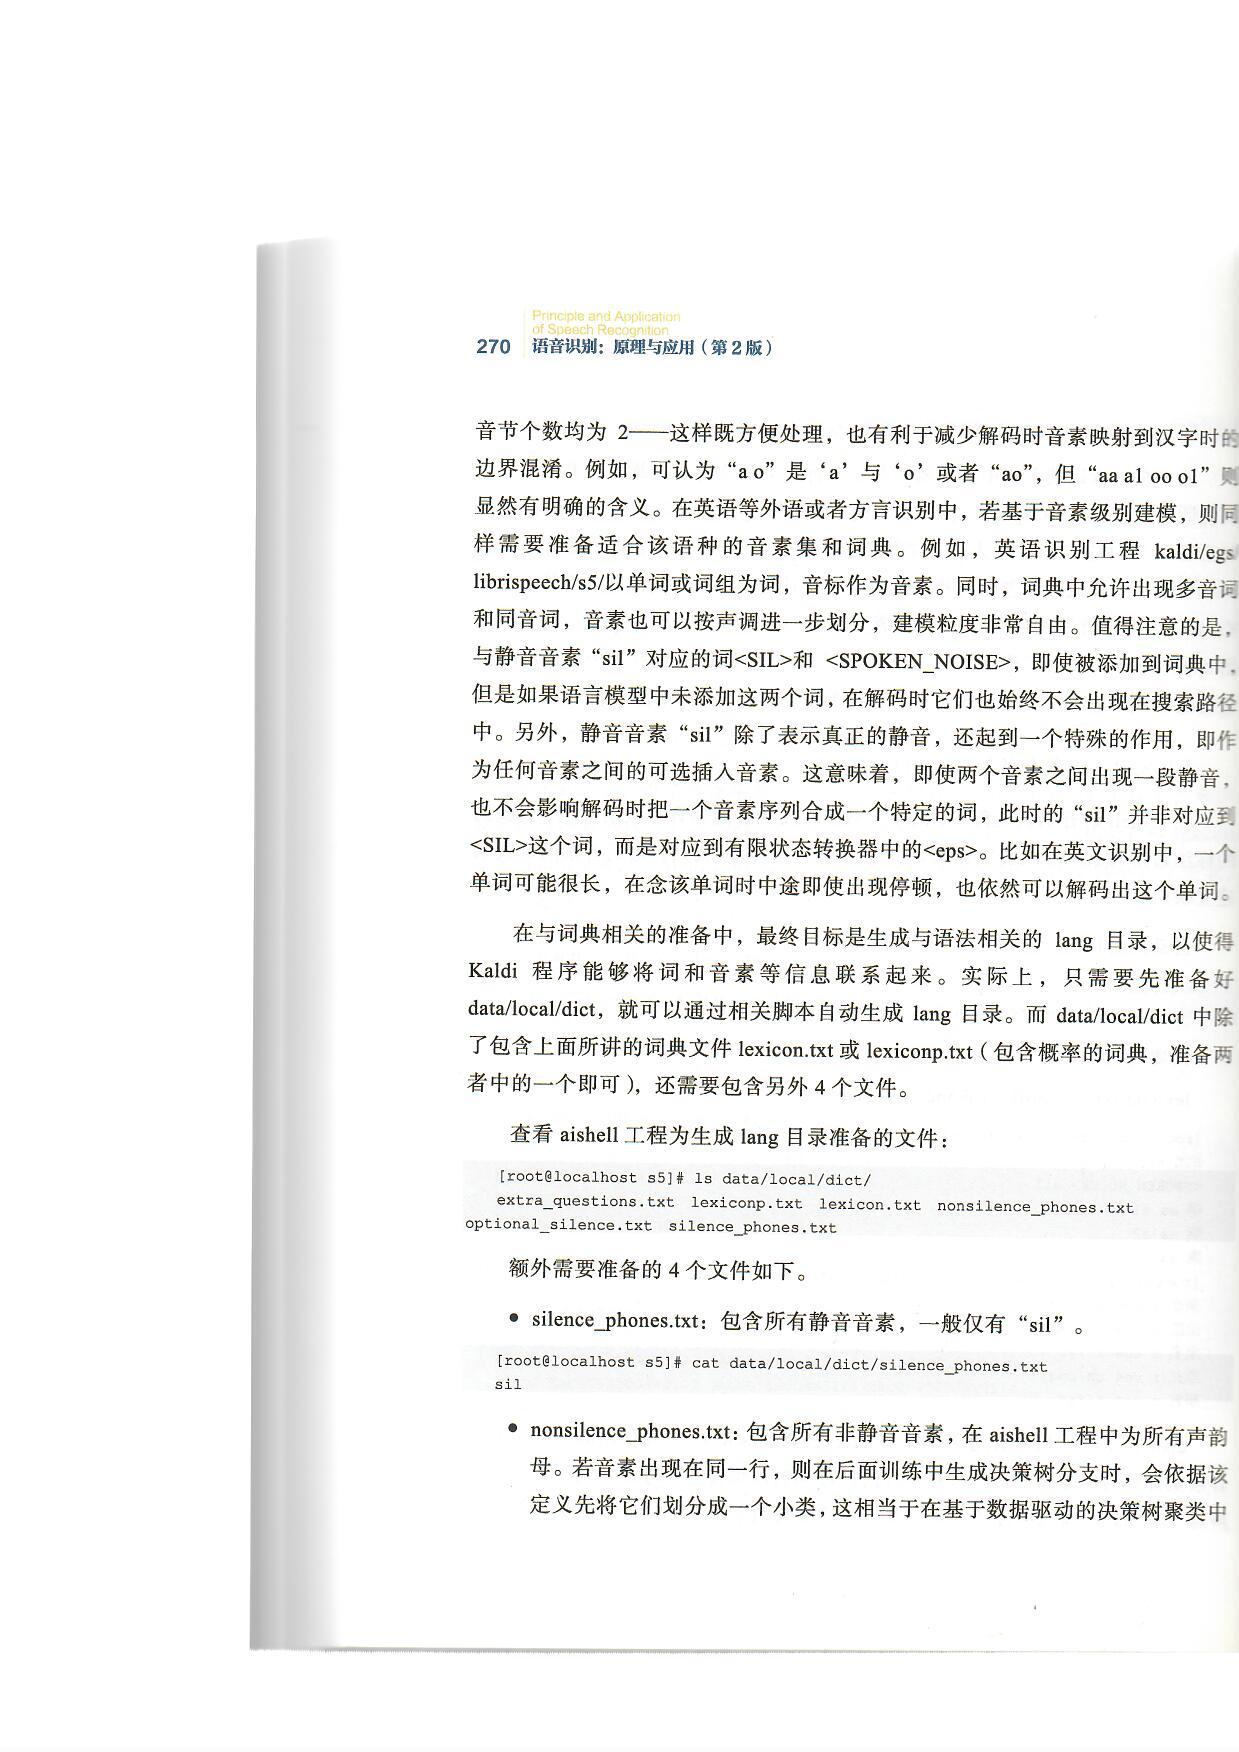 Principle and Application
of Speech Recognition
270 语音识别：原理与应用（第2版）
音节个数均为 2——这样既方便处理，也有利于减少解码时音素映射到汉字时的
边界混淆。例如，可认为“a o”是‘a’与‘o’或者“ao”，但“aa a1 oo o1”则
显然有明确的含义。在英语等外语或者方言识别中，若基于音素级别建模，则同
样需要准备适合该语种的音素集和词典。例如，英语识别工程 kaldi/egs/
librispeech/s5/以单词或词组为词，音标作为音素。同时，词典中允许出现多音词
和同音词，音素也可以按声调进一步划分，建模粒度非常自由。值得注意的是，
与静音音素“sil”对应的词<SIL>和 <SPOKEN_NOISE>，即使被添加到词典中，
但是如果语言模型中未添加这两个词，在解码时它们也始终不会出现在搜索路径
中。另外，静音音素“sil”除了表示真正的静音，还起到一个特殊的作用，即作
为任何音素之间的可选插入音素。这意味着，即使两个音素之间出现一段静音，
也不会影响解码时把一个音素序列合成一个特定的词，此时的“sil”并非对应到
<SIL>这个词，而是对应到有限状态转换器中的<eps>。比如在英文识别中，一个
单词可能很长，在念该单词时中途即使出现停顿，也依然可以解码出这个单词。
在与词典相关的准备中，最终目标是生成与语法相关的 lang 目录，以使得
Kaldi 程序能够将词和音素等信息联系起来。实际上，只需要先准备好
data/local/dict，就可以通过相关脚本自动生成 lang 目录。而 data/local/dict 中除
了包含上面所讲的词典文件 lexicon.txt 或 lexiconp.txt（包含概率的词典，准备两
者中的一个即可），还需要包含另外 4 个文件。
查看 aishell 工程为生成 lang 目录准备的文件：
[root@localhost s5]# ls data/local/dict/
extra_questions.txt lexiconp.txt lexicon.txt nonsilence_phones.txt
optional_silence.txt silence_phones.txt
额外需要准备的 4 个文件如下。
• silence_phones.txt：包含所有静音音素，一般仅有“sil”。
[root@localhost s5]# cat data/local/dict/silence_phones.txt
sil
• nonsilence_phones.txt：包含所有非静音音素，在 aishell 工程中为所有声韵
母。若音素出现在同一行，则在后面训练中生成决策树分支时，会依据该
定义先将它们划分成一个小类，这相当于在基于数据驱动的决策树聚类中